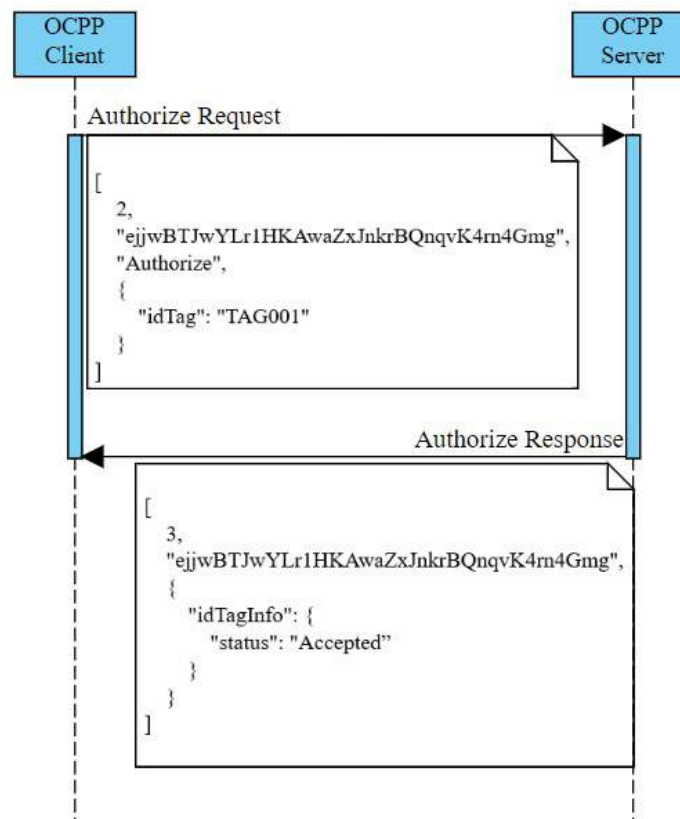 OCPP
Client
OCPP
Server
Authorize Request
[
2,
"ejjwBTJwYLr1HKAwaZxJnkrBQnqvK4rn4Gmg",
"Authorize",
{
"idTag": "TAG001"
}
]
Authorize Response
[
3,
"ejjwBTJwYLr1HKAwaZxJnkrBQnqvK4rn4Gmg",
{
"idTagInfo": {
"status": "Accepted”
}
}
]